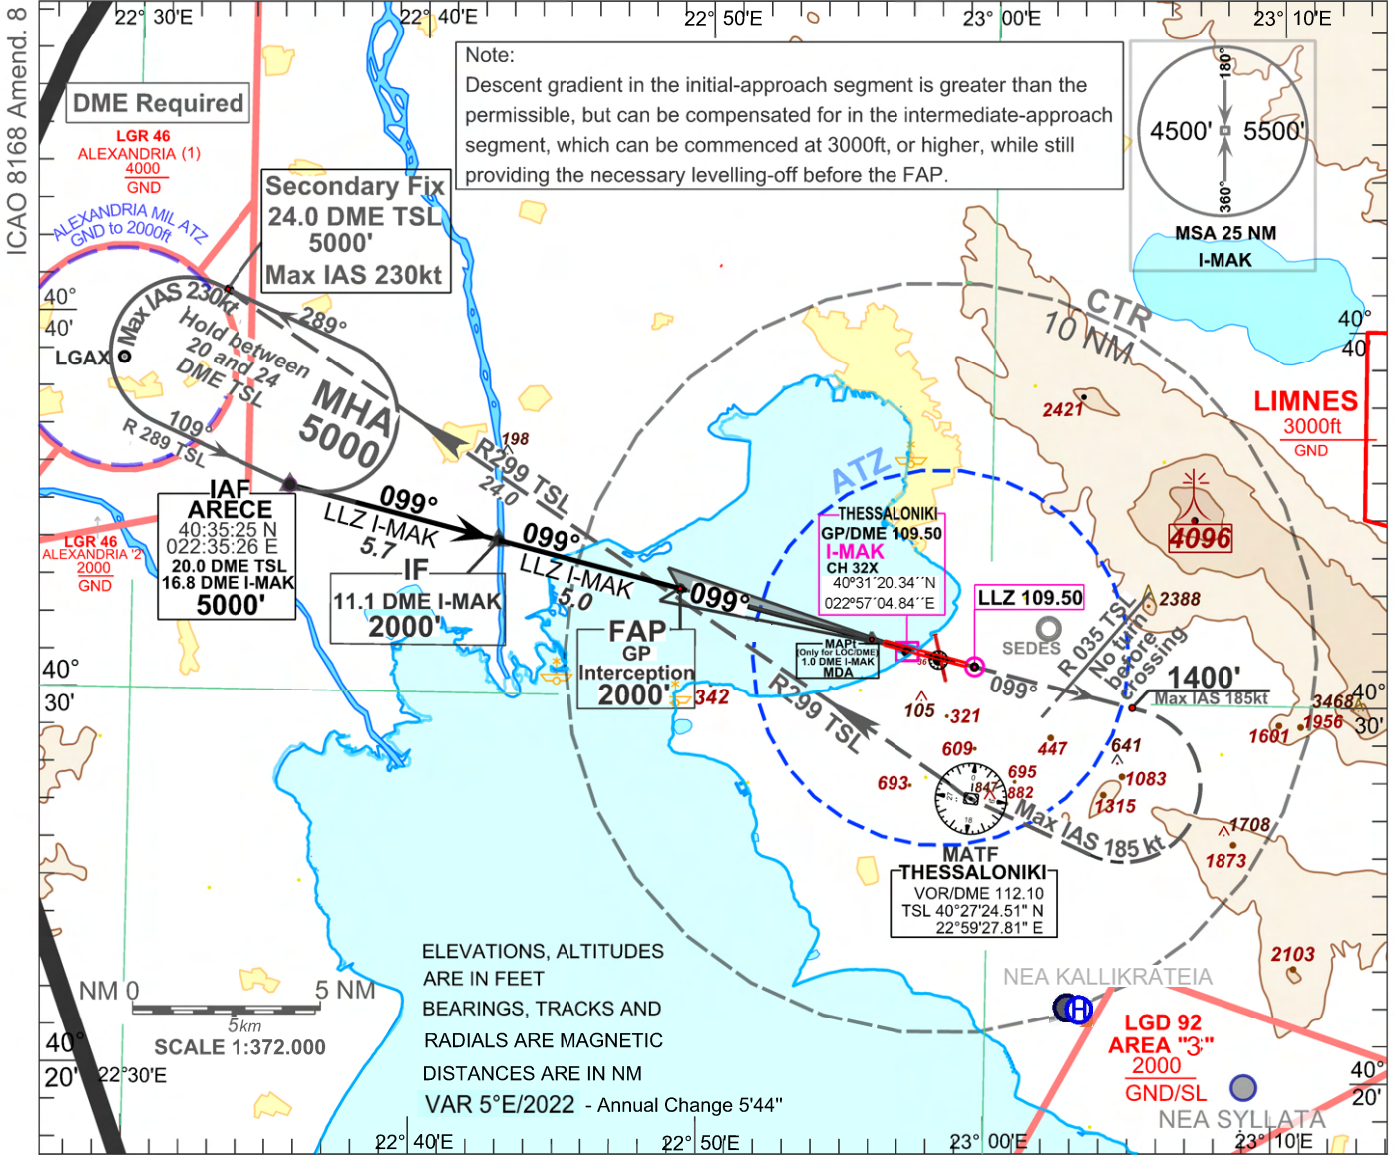 ICAO 8168 Amend. 8
22° 30'E
22° 40'E
22° 50'E
23° 00'E
23° 10'E
DME Required
LGR 46
ALEXANDRIA (1)
4000
GND
ALEXANDRIA MIL ATZ
GND to 2000ft
Secondary Fix
24.0 DME TSL
5000'
Max IAS 230kt
Note:
Descent gradient in the initial-approach segment is greater than the
permissible, but can be compensated for in the intermediate-approach
segment, which can be commenced at 3000ft, or higher, while still
providing the necessary levelling-off before the FAP.
180°
4500'
5500'
360°
MSA 25 NM
I-MAK
40°
40'
40°
40'
Max IAS 230kt
289°
Hold between
20 and 24
DME TSL
LGAX
MHA
5000
109°
R 289 TSL
CTR
10 NM
2421
LIMNES
3000ft
GND
198
R299 TSL
24.0
ATZ
4096
IAF
ARECE
40:35:25 N
022:35:26 E
20.0 DME TSL
16.8 DME I-MAK
5000'
LGR 46
ALEXANDRIA '2
2000
GND
099°
LLZ I-MAK
5.7
099°
LLZ I-MAK
5.0
IF
11.1 DME I-MAK
2000'
THESSALONIKI
GP/DME 109.50
I-MAK
CH 32X
40°31´20.34´´N
022°57´04.84´´E
LLZ 109.50
SEDES
2388
R 035 TSL
No turn
before
crossing
099°
FAP
GP
Interception
2000'
MAPt
(Only for LOC/DME)
1.0 DME I-MAK
MDA
36
099°
1400'
Max IAS 185kt
40°
30'
40°
30'
342
R299 TSL
105
321
609
447
693
695
847
882
641
1083
1315
3468
1956
1601
1708
1873
0
27
18
Max IAS 185 kt
MATF
THESSALONIKI
VOR/DME 112.10
TSL 40°27'24.51" N
22°59'27.81" E
2103
NEA KALLIKRATEIA
H
LGD 92
AREA "3"
2000
GND/SL
NEA SYLLATA
NM 0
5 NM
5km
SCALE 1:372.000
ELEVATIONS, ALTITUDES
ARE IN FEET
BEARINGS, TRACKS AND
RADIALS ARE MAGNETIC
DISTANCES ARE IN NM
VAR 5°E/2022 - Annual Change 5'44"
40°
20'
40°
20'
22°30'E
22° 40'E
22° 50'E
23° 00'E
23° 10'E